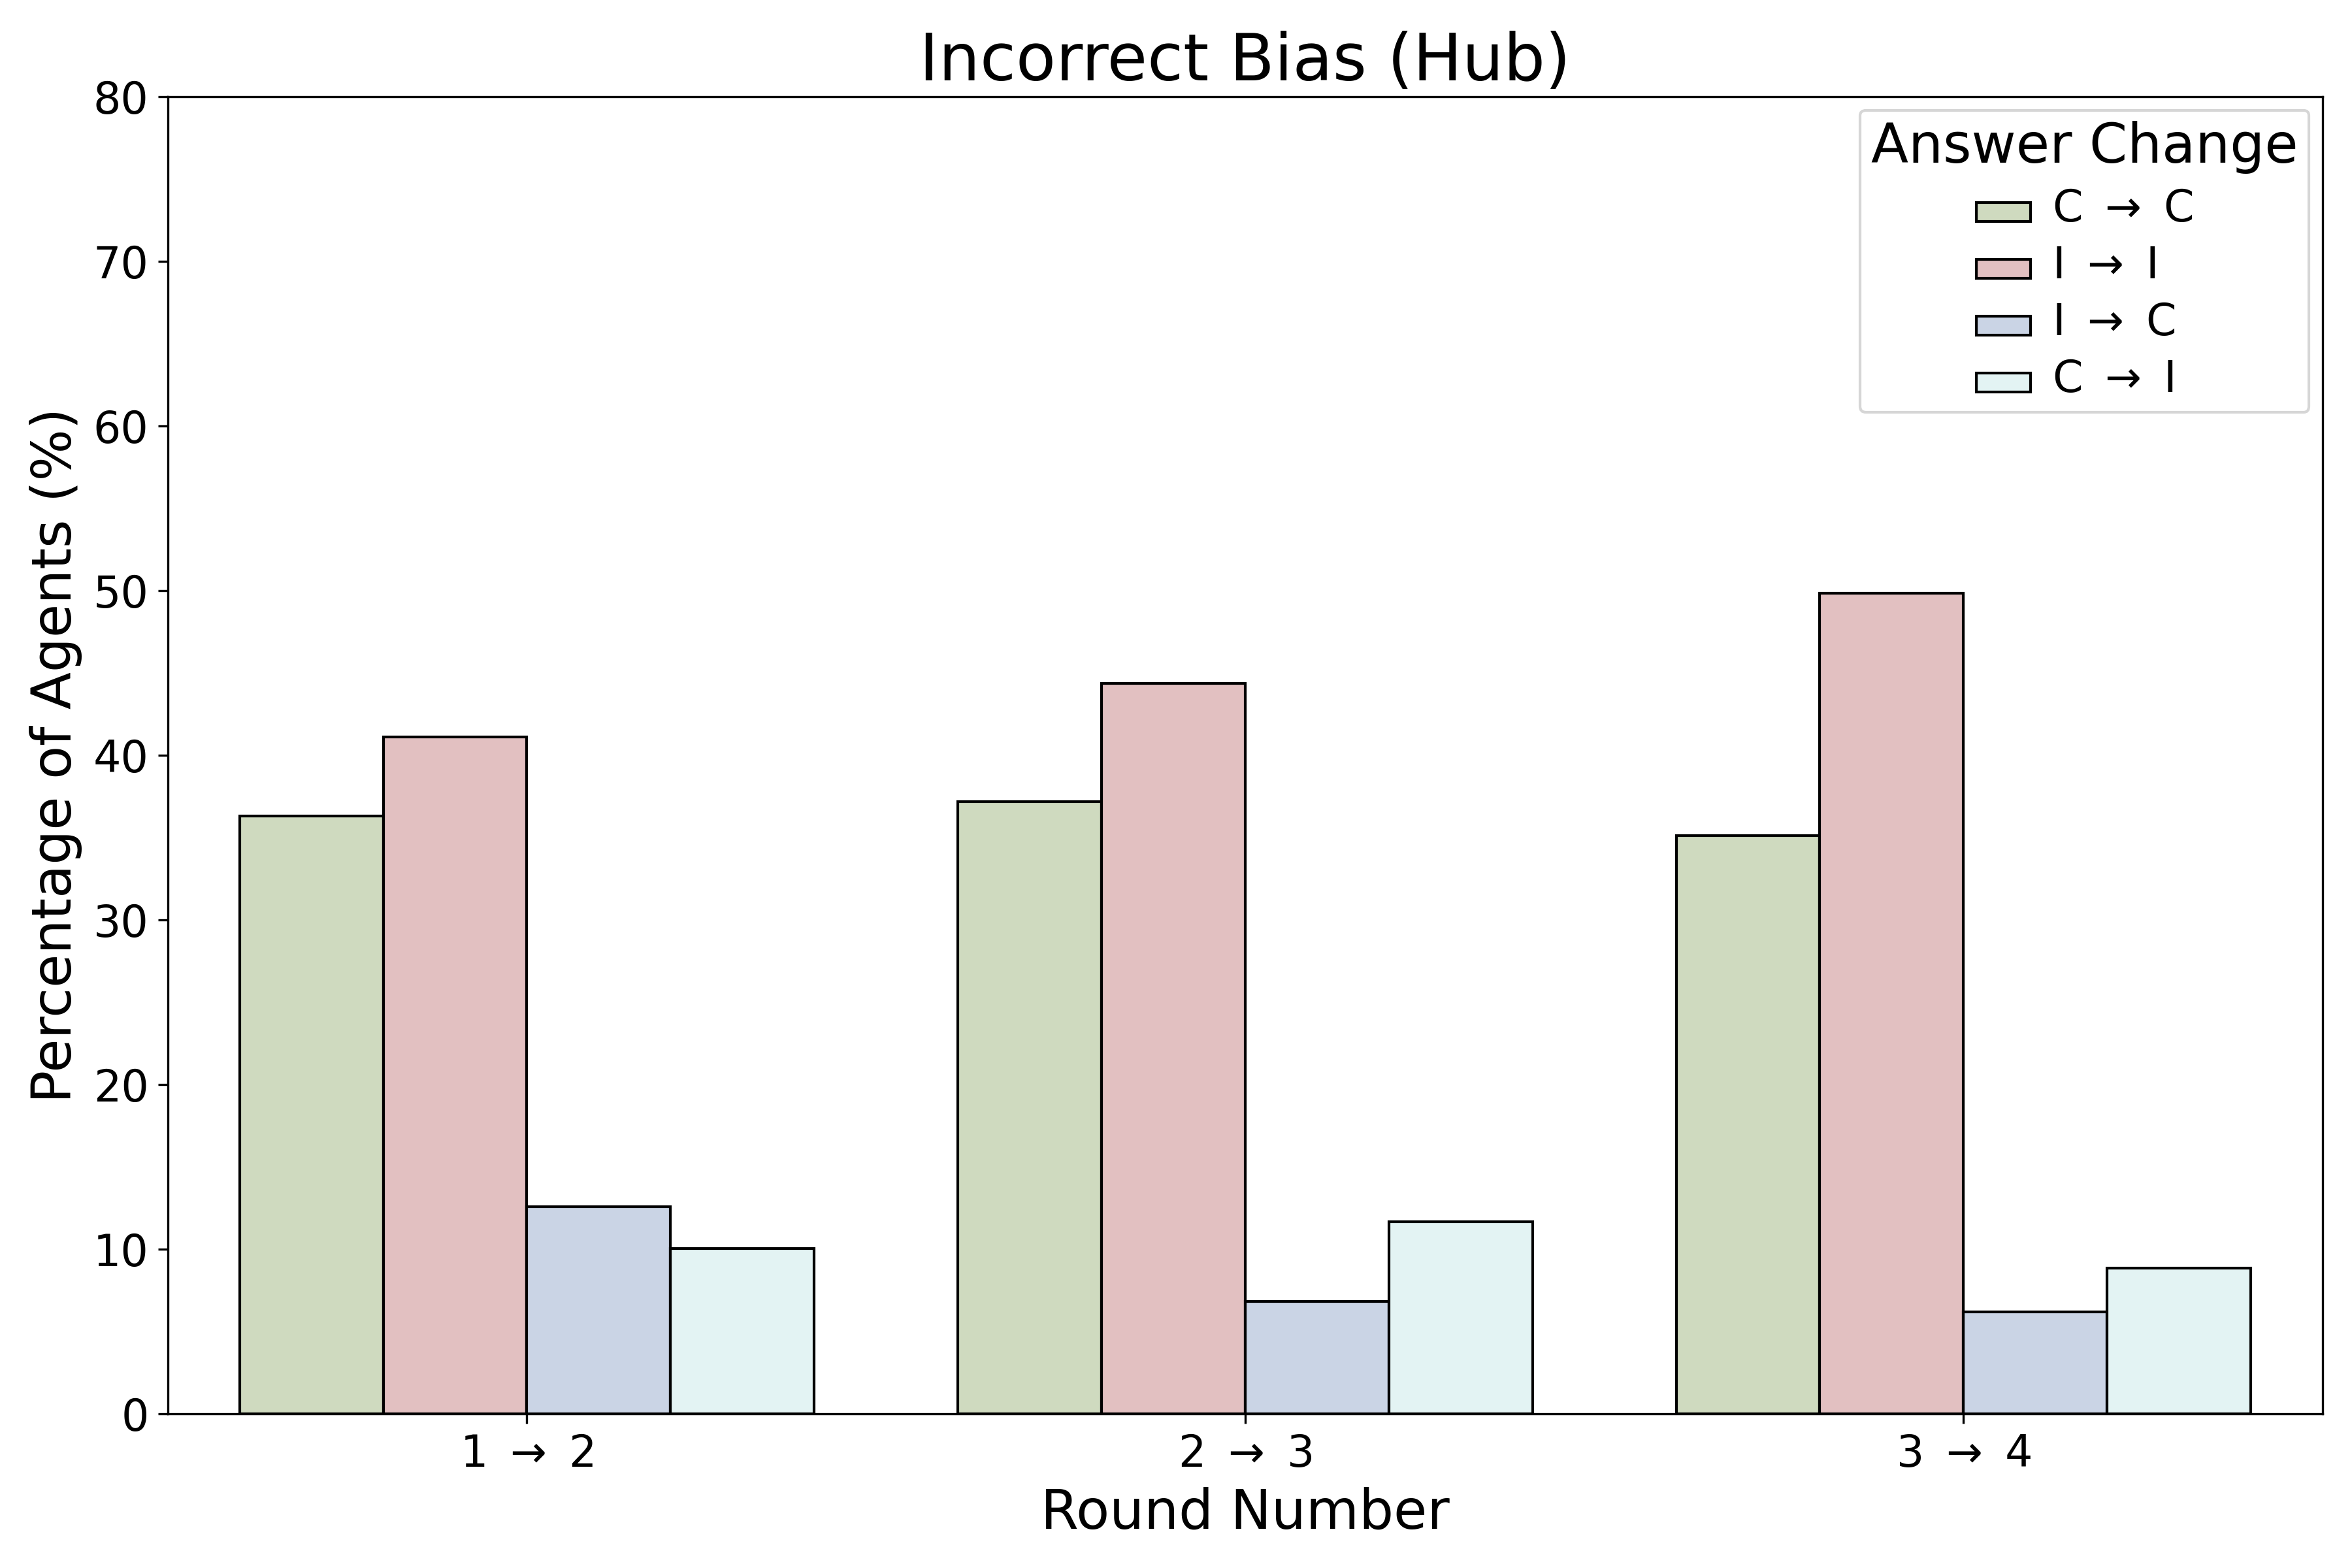 Incorrect Bias (Hub)
Answer Change
C → C
I → I
I → C
C → I
Percentage of Agents (%)
80
70
60
50
40
30
20
10
0
1 → 2
2 → 3
3 → 4
Round Number